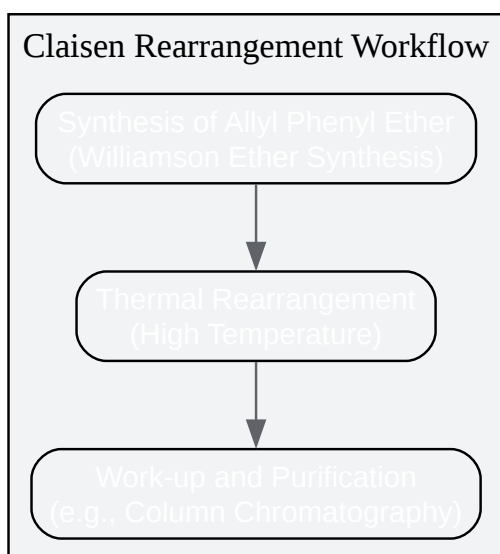 Claisen Rearrangement Workflow
Synthesis of Allyl Phenyl Ether
(Williamson Ether Synthesis)
Thermal Rearrangement
(High Temperature)
Work-up and Purification
(e.g., Column Chromatography)